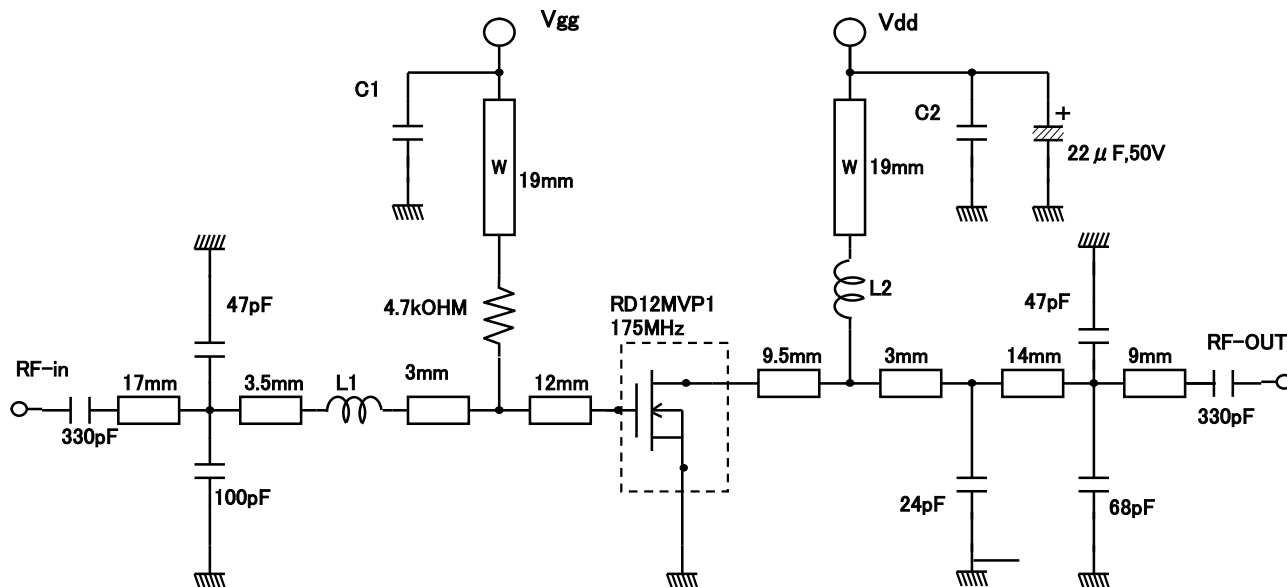 Vgg
Vdd
C1
C2
W
19mm
W
19mm
22μF,50V
+
L2
47pF
4.7kOHM
RD12MVP1
175MHz
47pF
RF-in
17mm
3.5mm
L1
3mm
12mm
9.5mm
3mm
14mm
9mm
RF-OUT
330pF
330pF
100pF
24pF
68pF